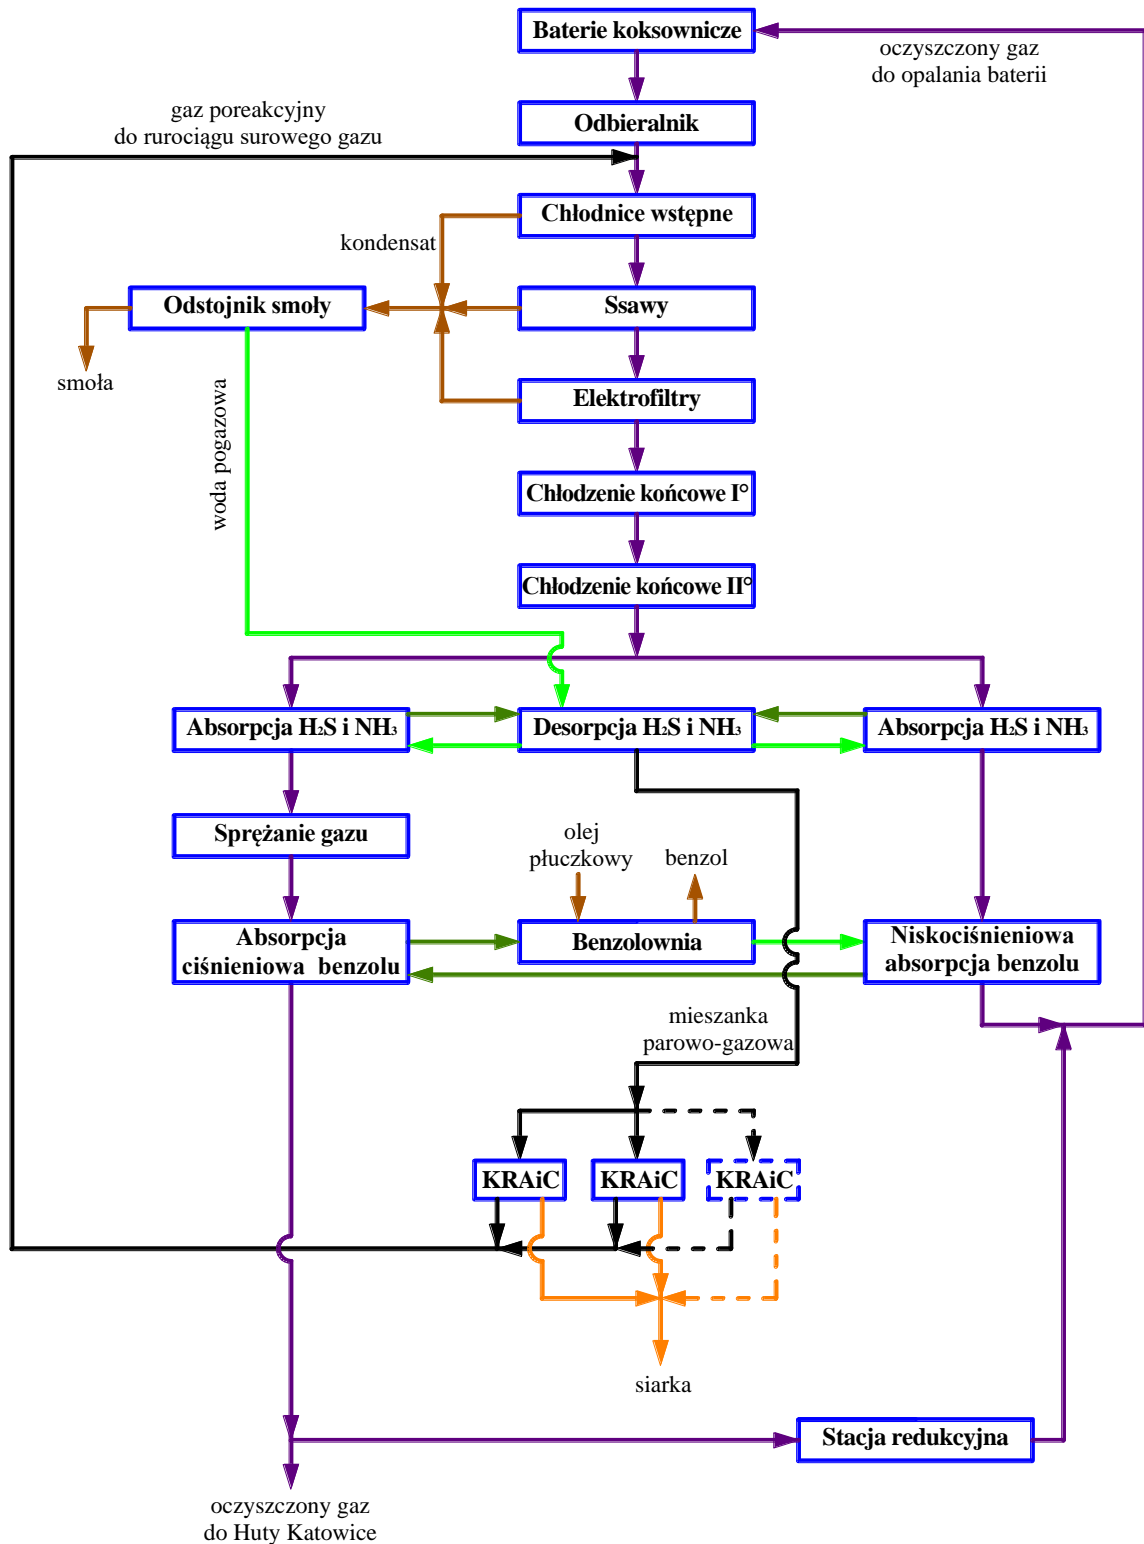 Baterie koksownicze
oczyszczony gaz
do opalania baterii
gaz poreakcyjny
do rurociągu surowego gazu
Odbieralnik
Chłodnice wstępne
kondensat
Odstojnik smoły
Ssawy
smoła
Elektrofiltry
woda pogazowa
Chłodzenie końcowe I°
Chłodzenie końcowe II°
Absorpcja H₂S i NH₃
Desorpcja H₂S i NH₃
Absorpcja H₂S i NH₃
Sprężanie gazu
olej
płuczkowy
benzol
Absorpcja
ciśnieniowa benzolu
Benzolownia
Niskociśnieniowa
absorpcja benzolu
mieszanka
parowo-gazowa
KRAiC
KRAiC
KRAiC
siarka
Stacja redukcyjna
oczyszczony gaz
do Huty Katowice